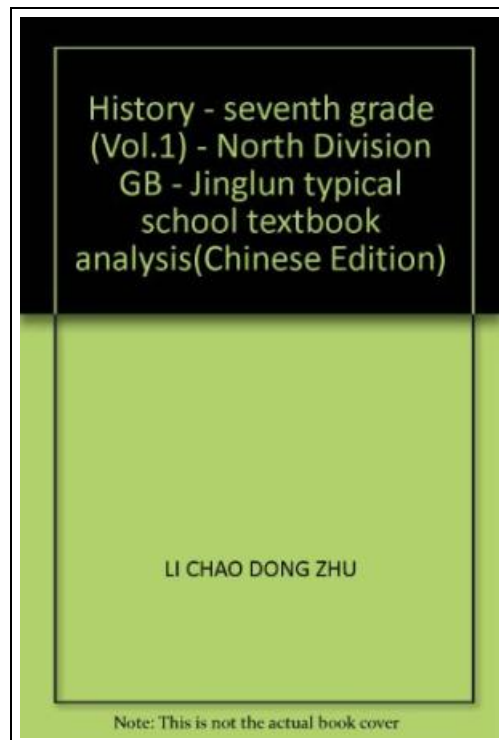 History - seventh grade
(Vol.1) - North Division
GB - Jinglun typical
school textbook
analysis(Chinese Edition)
LI CHAO DONG ZHU
Note: This is not the actual book cover